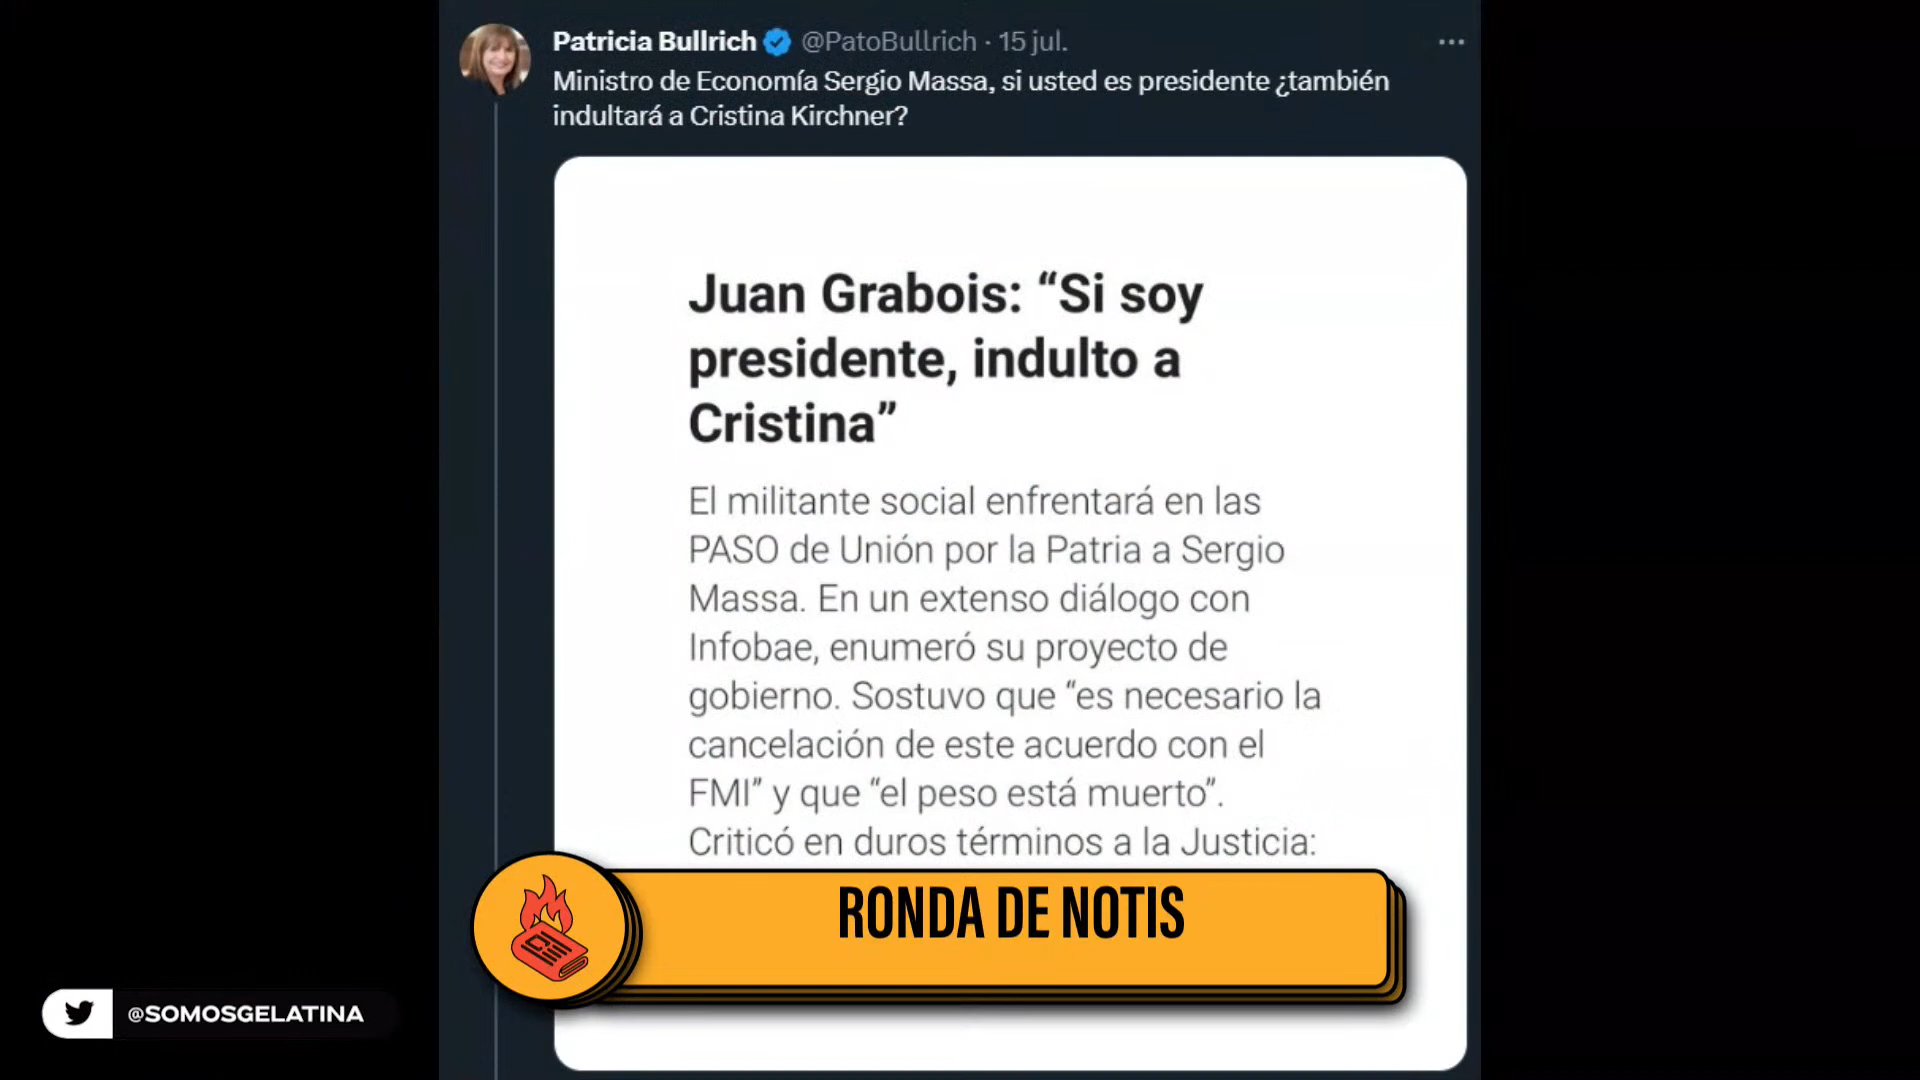 Patricia Bullrich @PatoBullrich · 15 jul.
Ministro de Economía Sergio Massa, si usted es presidente ¿también
indultará a Cristina Kirchner?
Juan Grabois: “Si soy
presidente, indulto a
Cristina”
El militante social enfrentará en las
PASO de Unión por la Patria a Sergio
Massa. En un extenso diálogo con
Infobae, enumeró su proyecto de
gobierno. Sostuvo que “es necesario la
cancelación de este acuerdo con el
FMI” y que “el peso está muerto”.
Criticó en duros términos a la Justicia:
RONDA DE NOTIS
@SOMOSGELATINA